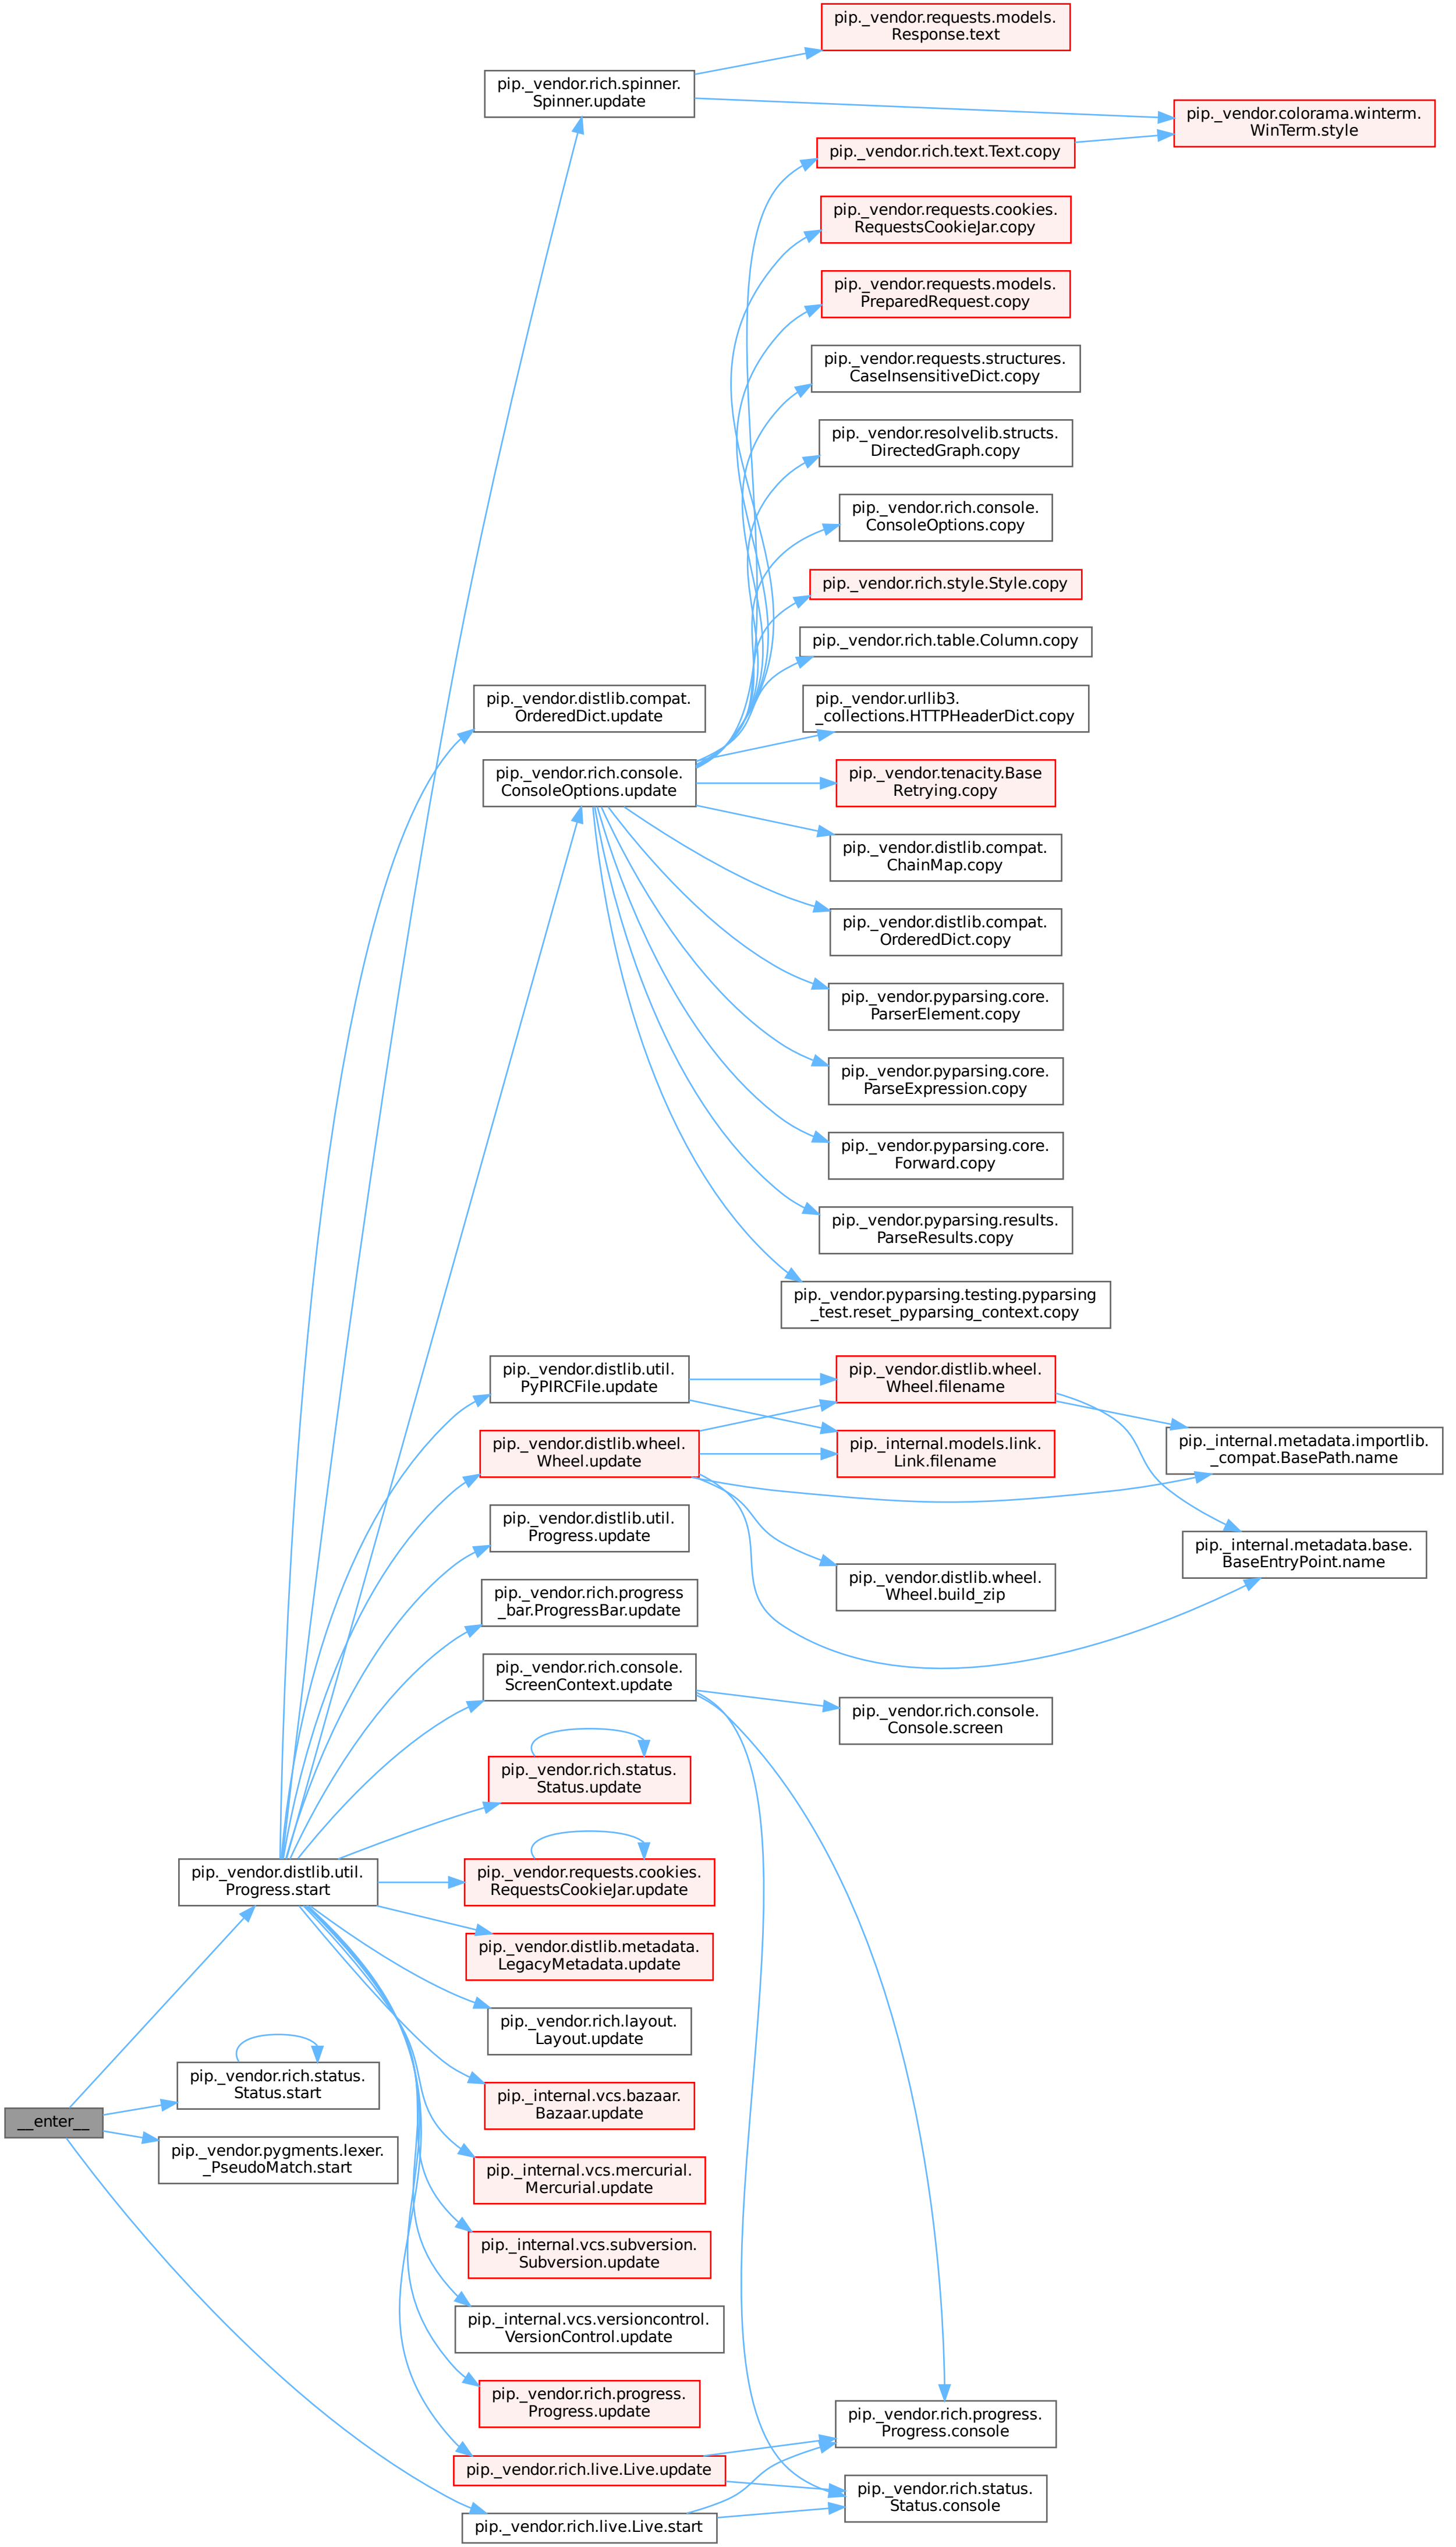 pip._vendor.requests.models.
Response.text
pip._vendor.rich.spinner.
Spinner.update
pip._vendor.colorama.winterm.
WinTerm.style
pip._vendor.rich.text.Text.copy
pip._vendor.requests.cookies.
RequestsCookieJar.copy
pip._vendor.requests.models.
PreparedRequest.copy
pip._vendor.requests.structures.
CaseInsensitiveDict.copy
pip._vendor.resolvelib.structs.
DirectedGraph.copy
pip._vendor.rich.console.
ConsoleOptions.copy
pip._vendor.rich.style.Style.copy
pip._vendor.rich.table.Column.copy
pip._vendor.distlib.compat.
OrderedDict.update
pip._vendor.urllib3.
_collections.HTTPHeaderDict.copy
pip._vendor.rich.console.
ConsoleOptions.update
pip._vendor.tenacity.Base
Retrying.copy
pip._vendor.distlib.compat.
ChainMap.copy
pip._vendor.distlib.compat.
OrderedDict.copy
pip._vendor.pyparsing.core.
ParserElement.copy
pip._vendor.pyparsing.core.
ParseExpression.copy
pip._vendor.pyparsing.core.
Forward.copy
pip._vendor.pyparsing.results.
ParseResults.copy
pip._vendor.pyparsing.testing.pyparsing
_test.reset_pyparsing_context.copy
pip._vendor.distlib.util.
PyPIRCFile.update
pip._vendor.distlib.wheel.
Wheel.filename
pip._vendor.distlib.wheel.
Wheel.update
pip._internal.models.link.
Link.filename
pip._internal.metadata.importlib.
_compat.BasePath.name
pip._vendor.distlib.util.
Progress.update
pip._internal.metadata.base.
BaseEntryPoint.name
pip._vendor.distlib.wheel.
Wheel.build_zip
pip._vendor.rich.progress
_bar.ProgressBar.update
pip._vendor.rich.console.
ScreenContext.update
pip._vendor.rich.console.
Console.screen
pip._vendor.rich.status.
Status.update
pip._vendor.distlib.util.
Progress.start
pip._vendor.requests.cookies.
RequestsCookieJar.update
pip._vendor.distlib.metadata.
LegacyMetadata.update
pip._vendor.rich.layout.
Layout.update
pip._vendor.rich.status.
Status.start
pip._internal.vcs.bazaar.
Bazaar.update
__enter__
pip._vendor.pygments.lexer.
_PseudoMatch.start
pip._internal.vcs.mercurial.
Mercurial.update
pip._internal.vcs.subversion.
Subversion.update
pip._internal.vcs.versioncontrol.
VersionControl.update
pip._vendor.rich.progress.
Progress.update
pip._vendor.rich.progress.
Progress.console
pip._vendor.rich.live.Live.update
pip._vendor.rich.status.
Status.console
pip._vendor.rich.live.Live.start